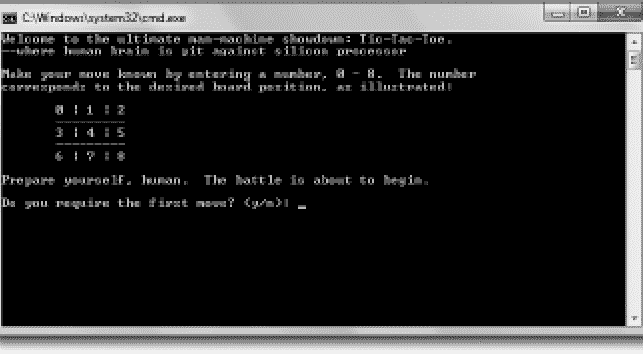 C:\Windows\system32\cmd.exe
Welcome to the ultimate man-machine showdown: Tic-Tac-Toe.
--where human brain is pit against silicon processor
Make your move known by entering a number, 0 - 8.  The number
corresponds to the desired board position, as illustrated:
0 | 1 | 2
---------
3 | 4 | 5
---------
6 | 7 | 8
Prepare yourself, human.  The battle is about to begin.
Do you require the first move? (y/n): _